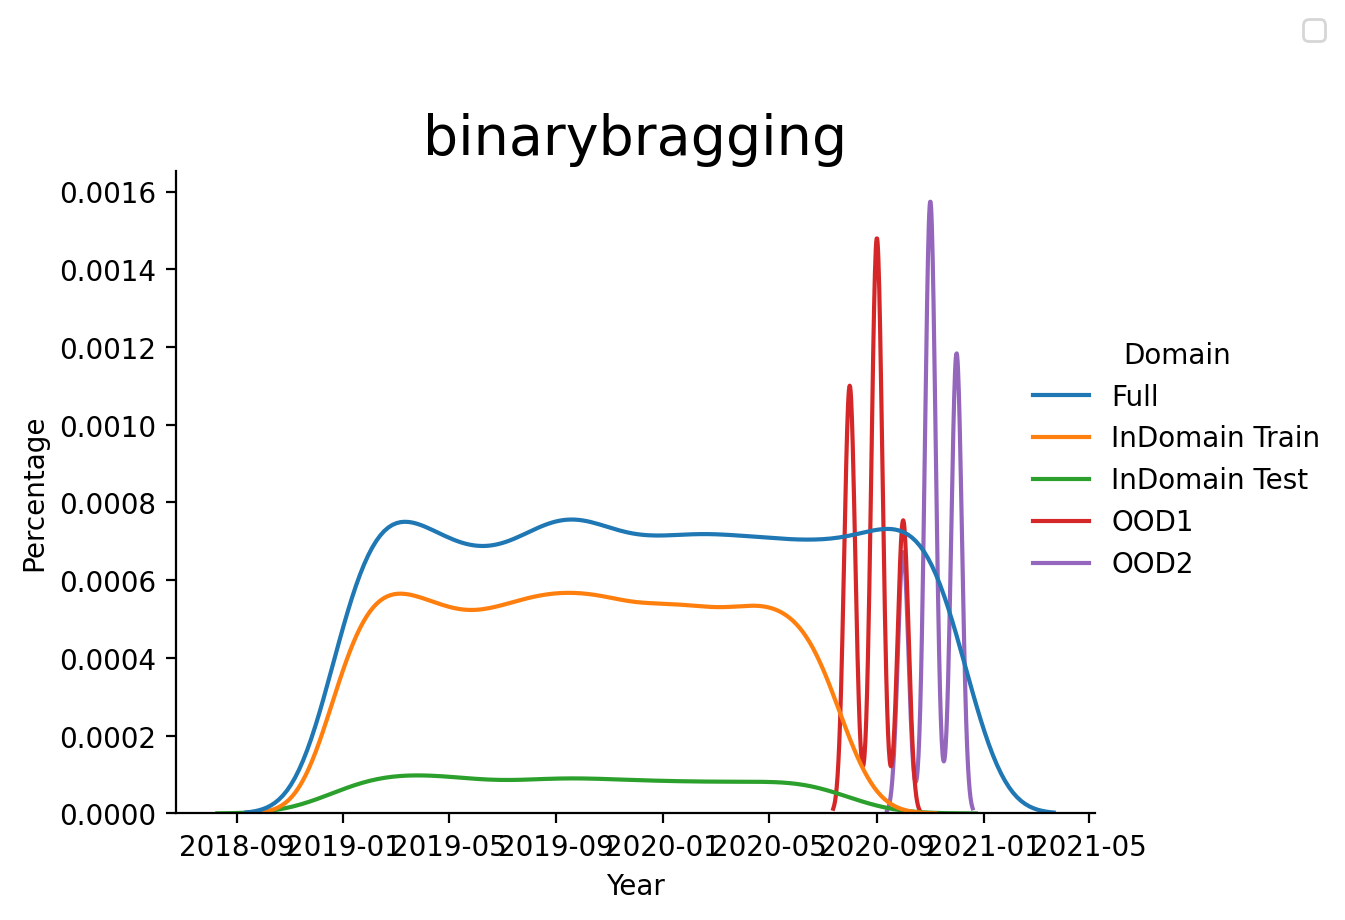 binarybragging
Percentage
0.0016
0.0014
0.0012
0.0010
0.0008
0.0006
0.0004
0.0002
0.0000
2018-09 2019-01 2019-05 2019-09 2020-01 2020-05 2020-09 2021-01 2021-05
Year
Domain
Full
InDomain Train
InDomain Test
OOD1
OOD2